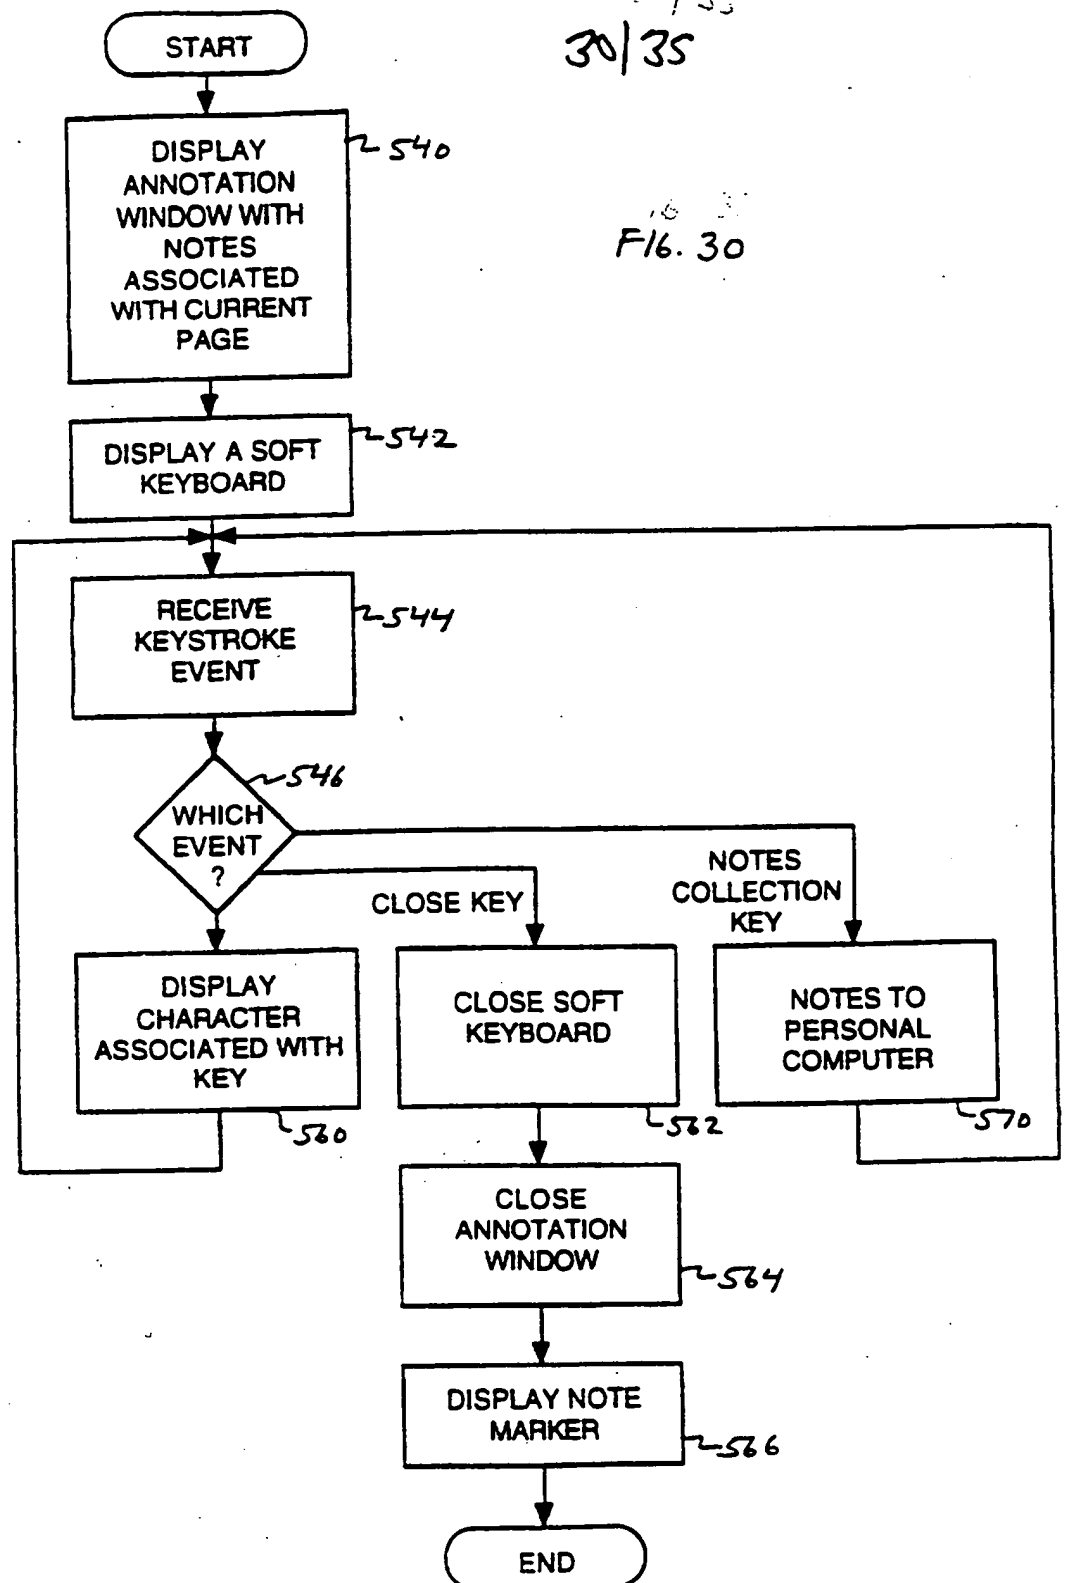 START
30/35
DISPLAY
ANNOTATION
WINDOW WITH
NOTES
ASSOCIATED
WITH CURRENT
PAGE
540
FIG. 30
DISPLAY A SOFT
KEYBOARD
542
RECEIVE
KEYSTROKE
EVENT
544
WHICH
EVENT
?
546
CLOSE KEY
NOTES
COLLECTION
KEY
DISPLAY
CHARACTER
ASSOCIATED WITH
KEY
560
CLOSE SOFT
KEYBOARD
562
NOTES TO
PERSONAL
COMPUTER
570
CLOSE
ANNOTATION
WINDOW
564
DISPLAY NOTE
MARKER
566
END